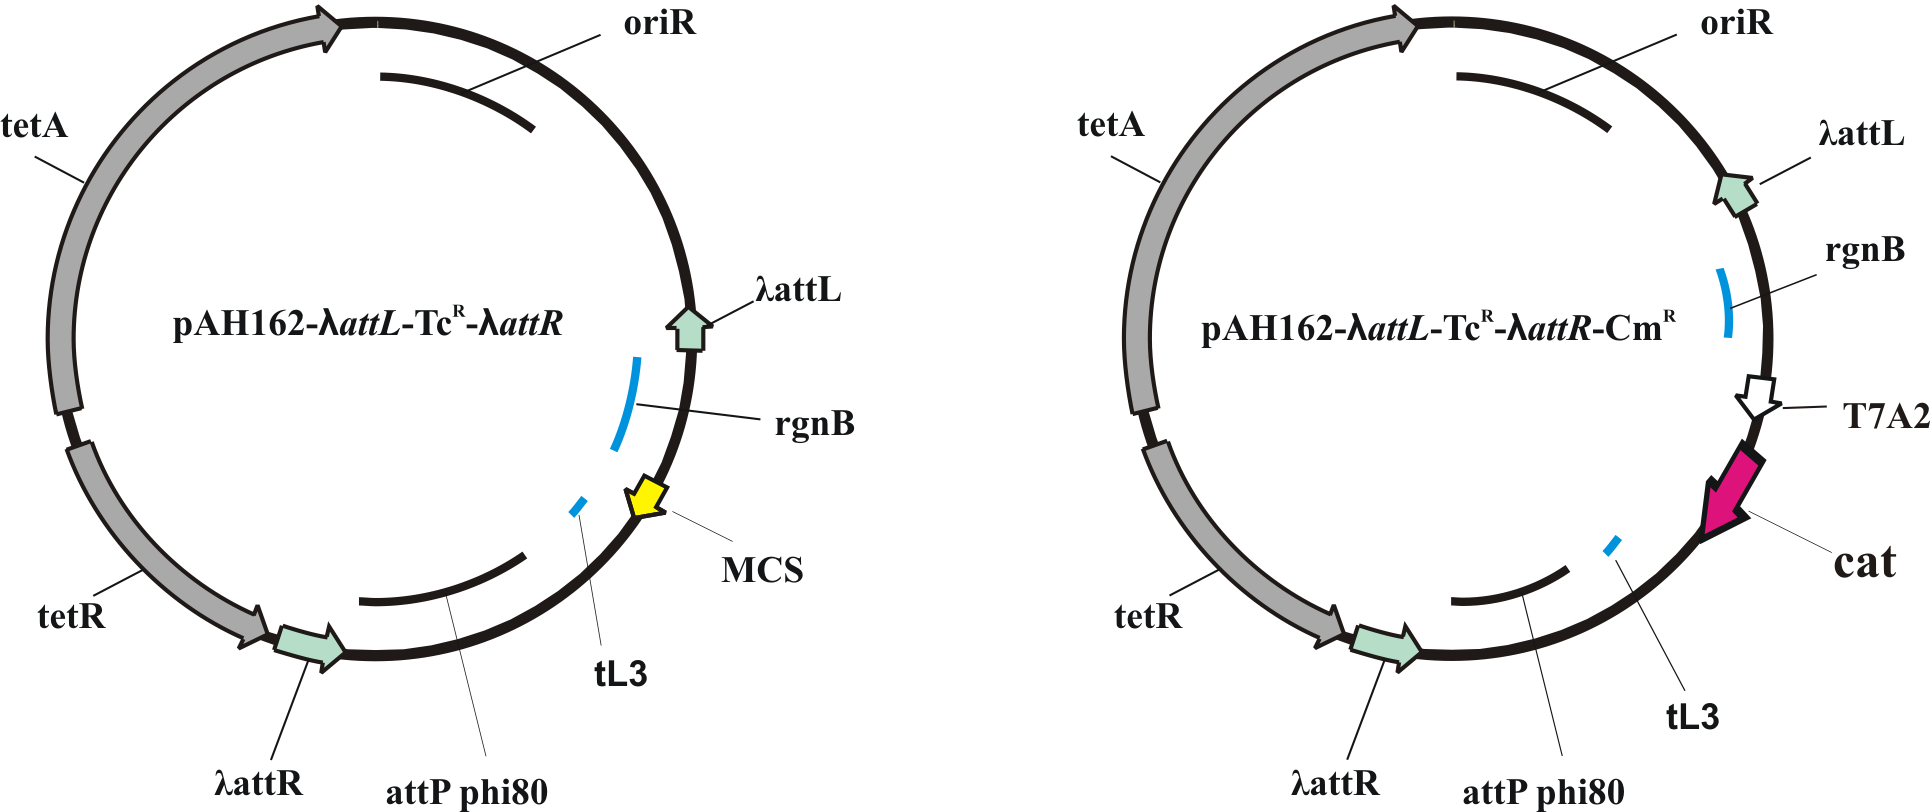 oriR
tetA
λattL
pAH162-λattL-Tcᴿ-λattR
rgnB
MCS
tetR
tL3
λattR
attP phi80
oriR
tetA
λattL
rgnB
pAH162-λattL-Tcᴿ-λattR-Cmᴿ
T7A2
cat
tetR
tL3
λattR
attP phi80